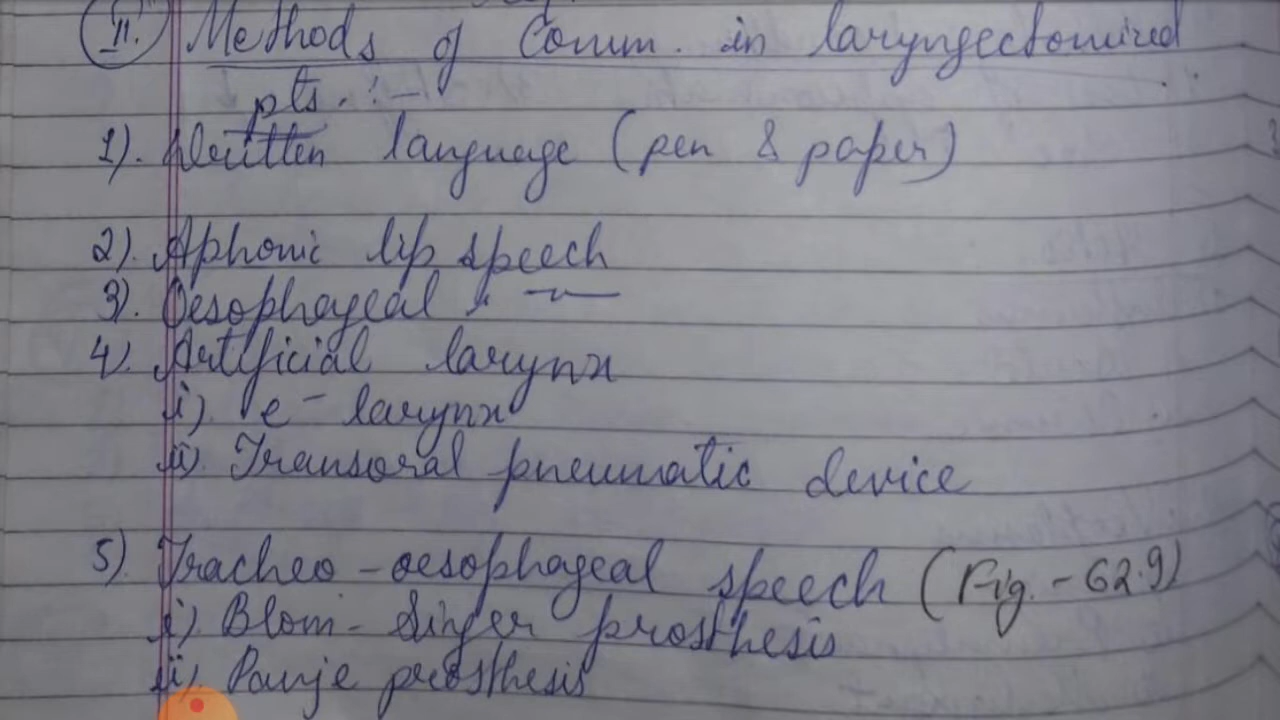 II. Methods of Comm. in laryngectomized
pts. :-
1). Written language (pen & paper)
2). Aphonic lip speech
3). Oesophageal " ―
4). Artificial larynx
i) e- larynx
ii) Transoral pneumatic device
5) Tracheo-oesophageal speech (Fig.-62.9)
i) Blom-Singer prosthesis
ii) Panje prosthesis